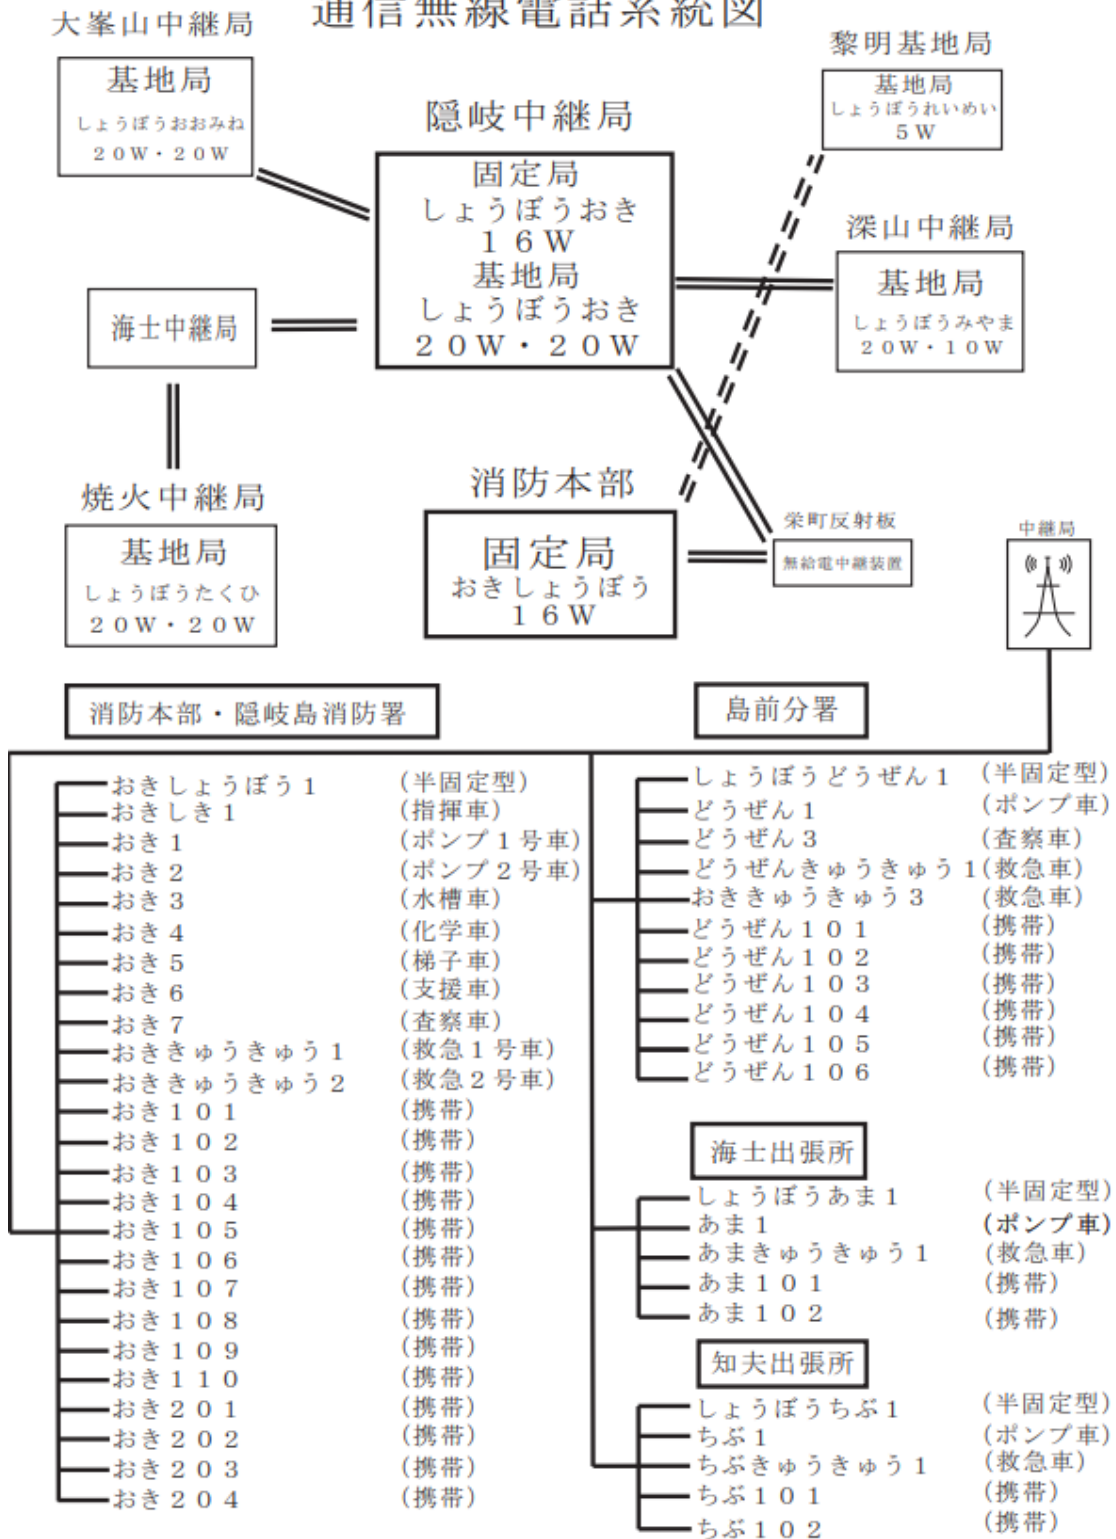 通信無線電話系統図
大峯山中継局
基地局
しょうぼうおおみね
２０Ｗ・２０Ｗ
黎明基地局
基地局
しょうぼうれいめい
５Ｗ
隠岐中継局
固定局
しょうぼうおき
１６Ｗ
基地局
しょうぼうおき
２０Ｗ・２０Ｗ
深山中継局
基地局
しょうぼうみやま
２０Ｗ・１０Ｗ
海士中継局
焼火中継局
基地局
しょうぼうたくひ
２０Ｗ・２０Ｗ
消防本部
固定局
おきしょうぼう
１６Ｗ
栄町反射板
無給電中継装置
中継局
消防本部・隠岐島消防署
おきしょうぼう１ （半固定型）
おきしき１ （指揮車）
おき１ （ポンプ１号車）
おき２ （ポンプ２号車）
おき３ （水槽車）
おき４ （化学車）
おき５ （梯子車）
おき６ （支援車）
おき７ （査察車）
おききゅうきゅう１ （救急１号車）
おききゅうきゅう２ （救急２号車）
おき１０１ （携帯）
おき１０２ （携帯）
おき１０３ （携帯）
おき１０４ （携帯）
おき１０５ （携帯）
おき１０６ （携帯）
おき１０７ （携帯）
おき１０８ （携帯）
おき１０９ （携帯）
おき１１０ （携帯）
おき２０１ （携帯）
おき２０２ （携帯）
おき２０３ （携帯）
おき２０４ （携帯）
島前分署
しょうぼうどうぜん１ （半固定型）
どうぜん１ （ポンプ車）
どうぜん３ （査察車）
どうぜんきゅうきゅう１（救急車）
おききゅうきゅう３ （救急車）
どうぜん１０１ （携帯）
どうぜん１０２ （携帯）
どうぜん１０３ （携帯）
どうぜん１０４ （携帯）
どうぜん１０５ （携帯）
どうぜん１０６ （携帯）
海士出張所
しょうぼうあま１ （半固定型）
あま１ （ポンプ車）
あまきゅうきゅう１ （救急車）
あま１０１ （携帯）
あま１０２ （携帯）
知夫出張所
しょうぼうちぶ１ （半固定型）
ちぶ１ （ポンプ車）
ちぶきゅうきゅう１ （救急車）
ちぶ１０１ （携帯）
ちぶ１０２ （携帯）